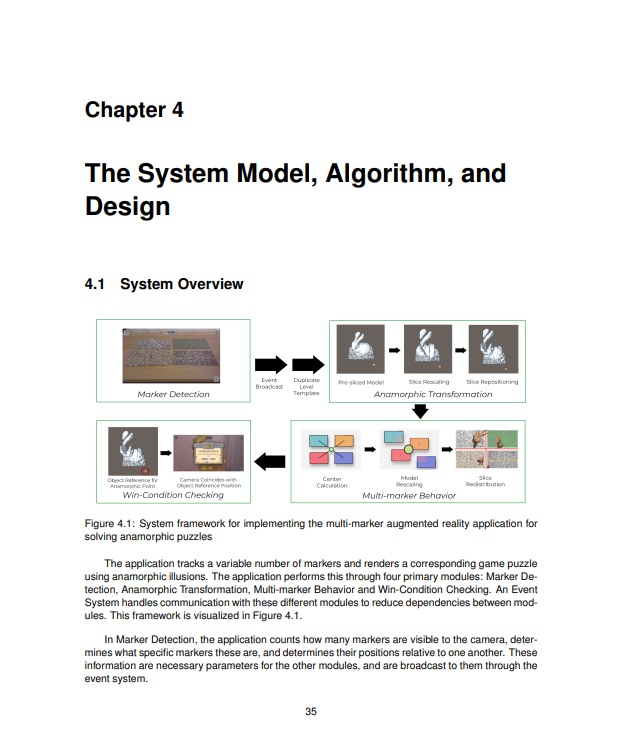 Chapter 4
The System Model, Algorithm, and
Design
4.1 System Overview
Marker Detection
Event
Broadcast
Duplicate
Level
Template
Pre-sliced Model
Slice Rescaling
Slice Repositioning
Anamorphic Transformation
Object Reference for
Anamorphic Point
Camera Coincides with
Object Reference Position
Win-Condition Checking
Center
Calculation
Model
Rescaling
Slice
Redistribution
Multi-marker Behavior
Figure 4.1: System framework for implementing the multi-marker augmented reality application for
solving anamorphic puzzles
The application tracks a variable number of markers and renders a corresponding game puzzle
using anamorphic illusions. The application performs this through four primary modules: Marker De-
tection, Anamorphic Transformation, Multi-marker Behavior and Win-Condition Checking. An Event
System handles communication with these different modules to reduce dependencies between mod-
ules. This framework is visualized in Figure 4.1.
In Marker Detection, the application counts how many markers are visible to the camera, deter-
mines what specific markers these are, and determines their positions relative to one another. These
information are necessary parameters for the other modules, and are broadcast to them through the
event system.
35